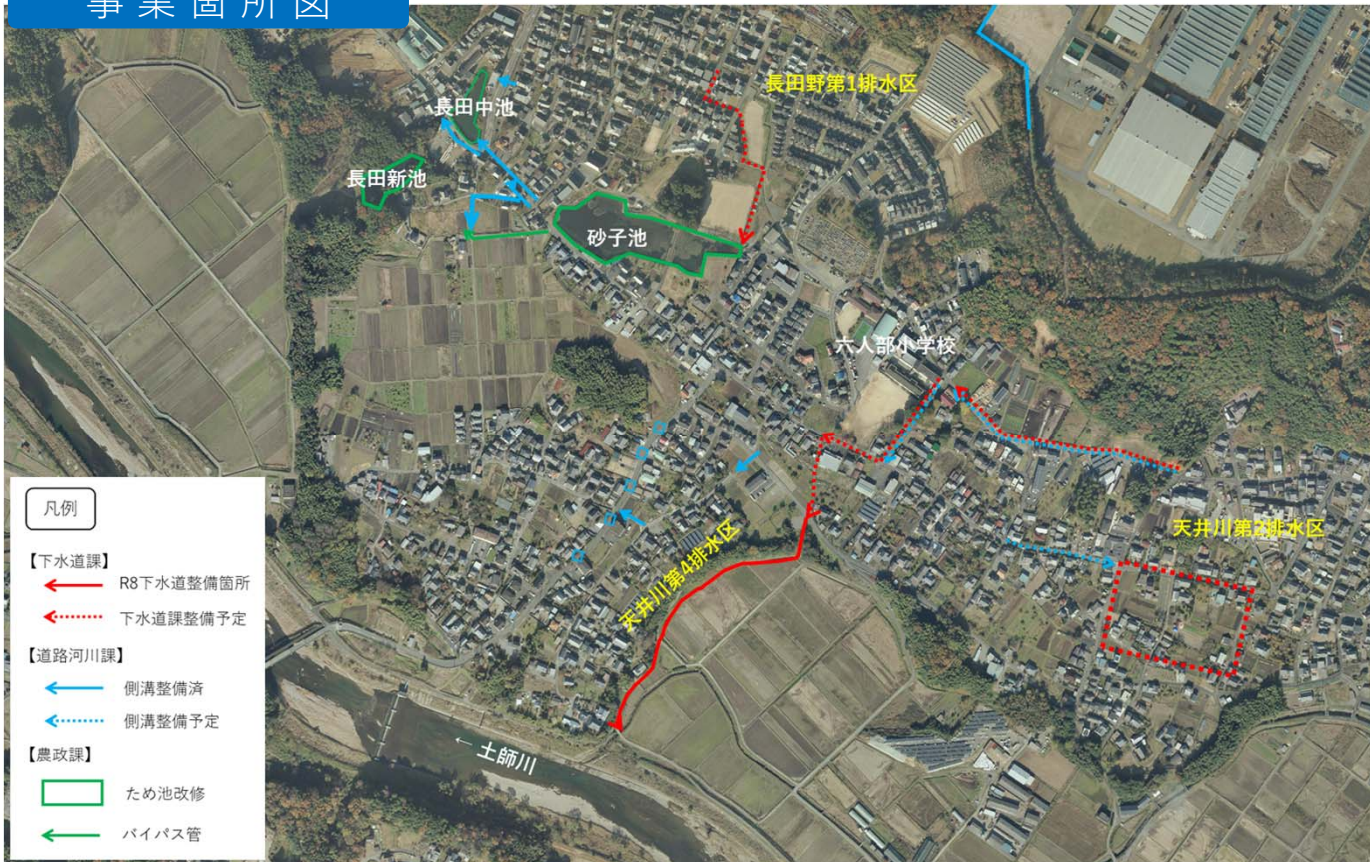 事業箇所図
長田野第1排水区
長田中池
長田新池
砂子池
六人部小学校
天井川第2排水区
天井川第4排水区
← 土師川
凡例
【下水道課】
R8下水道整備箇所
下水道課整備予定
【道路河川課】
側溝整備済
側溝整備予定
【農政課】
ため池改修
バイパス管